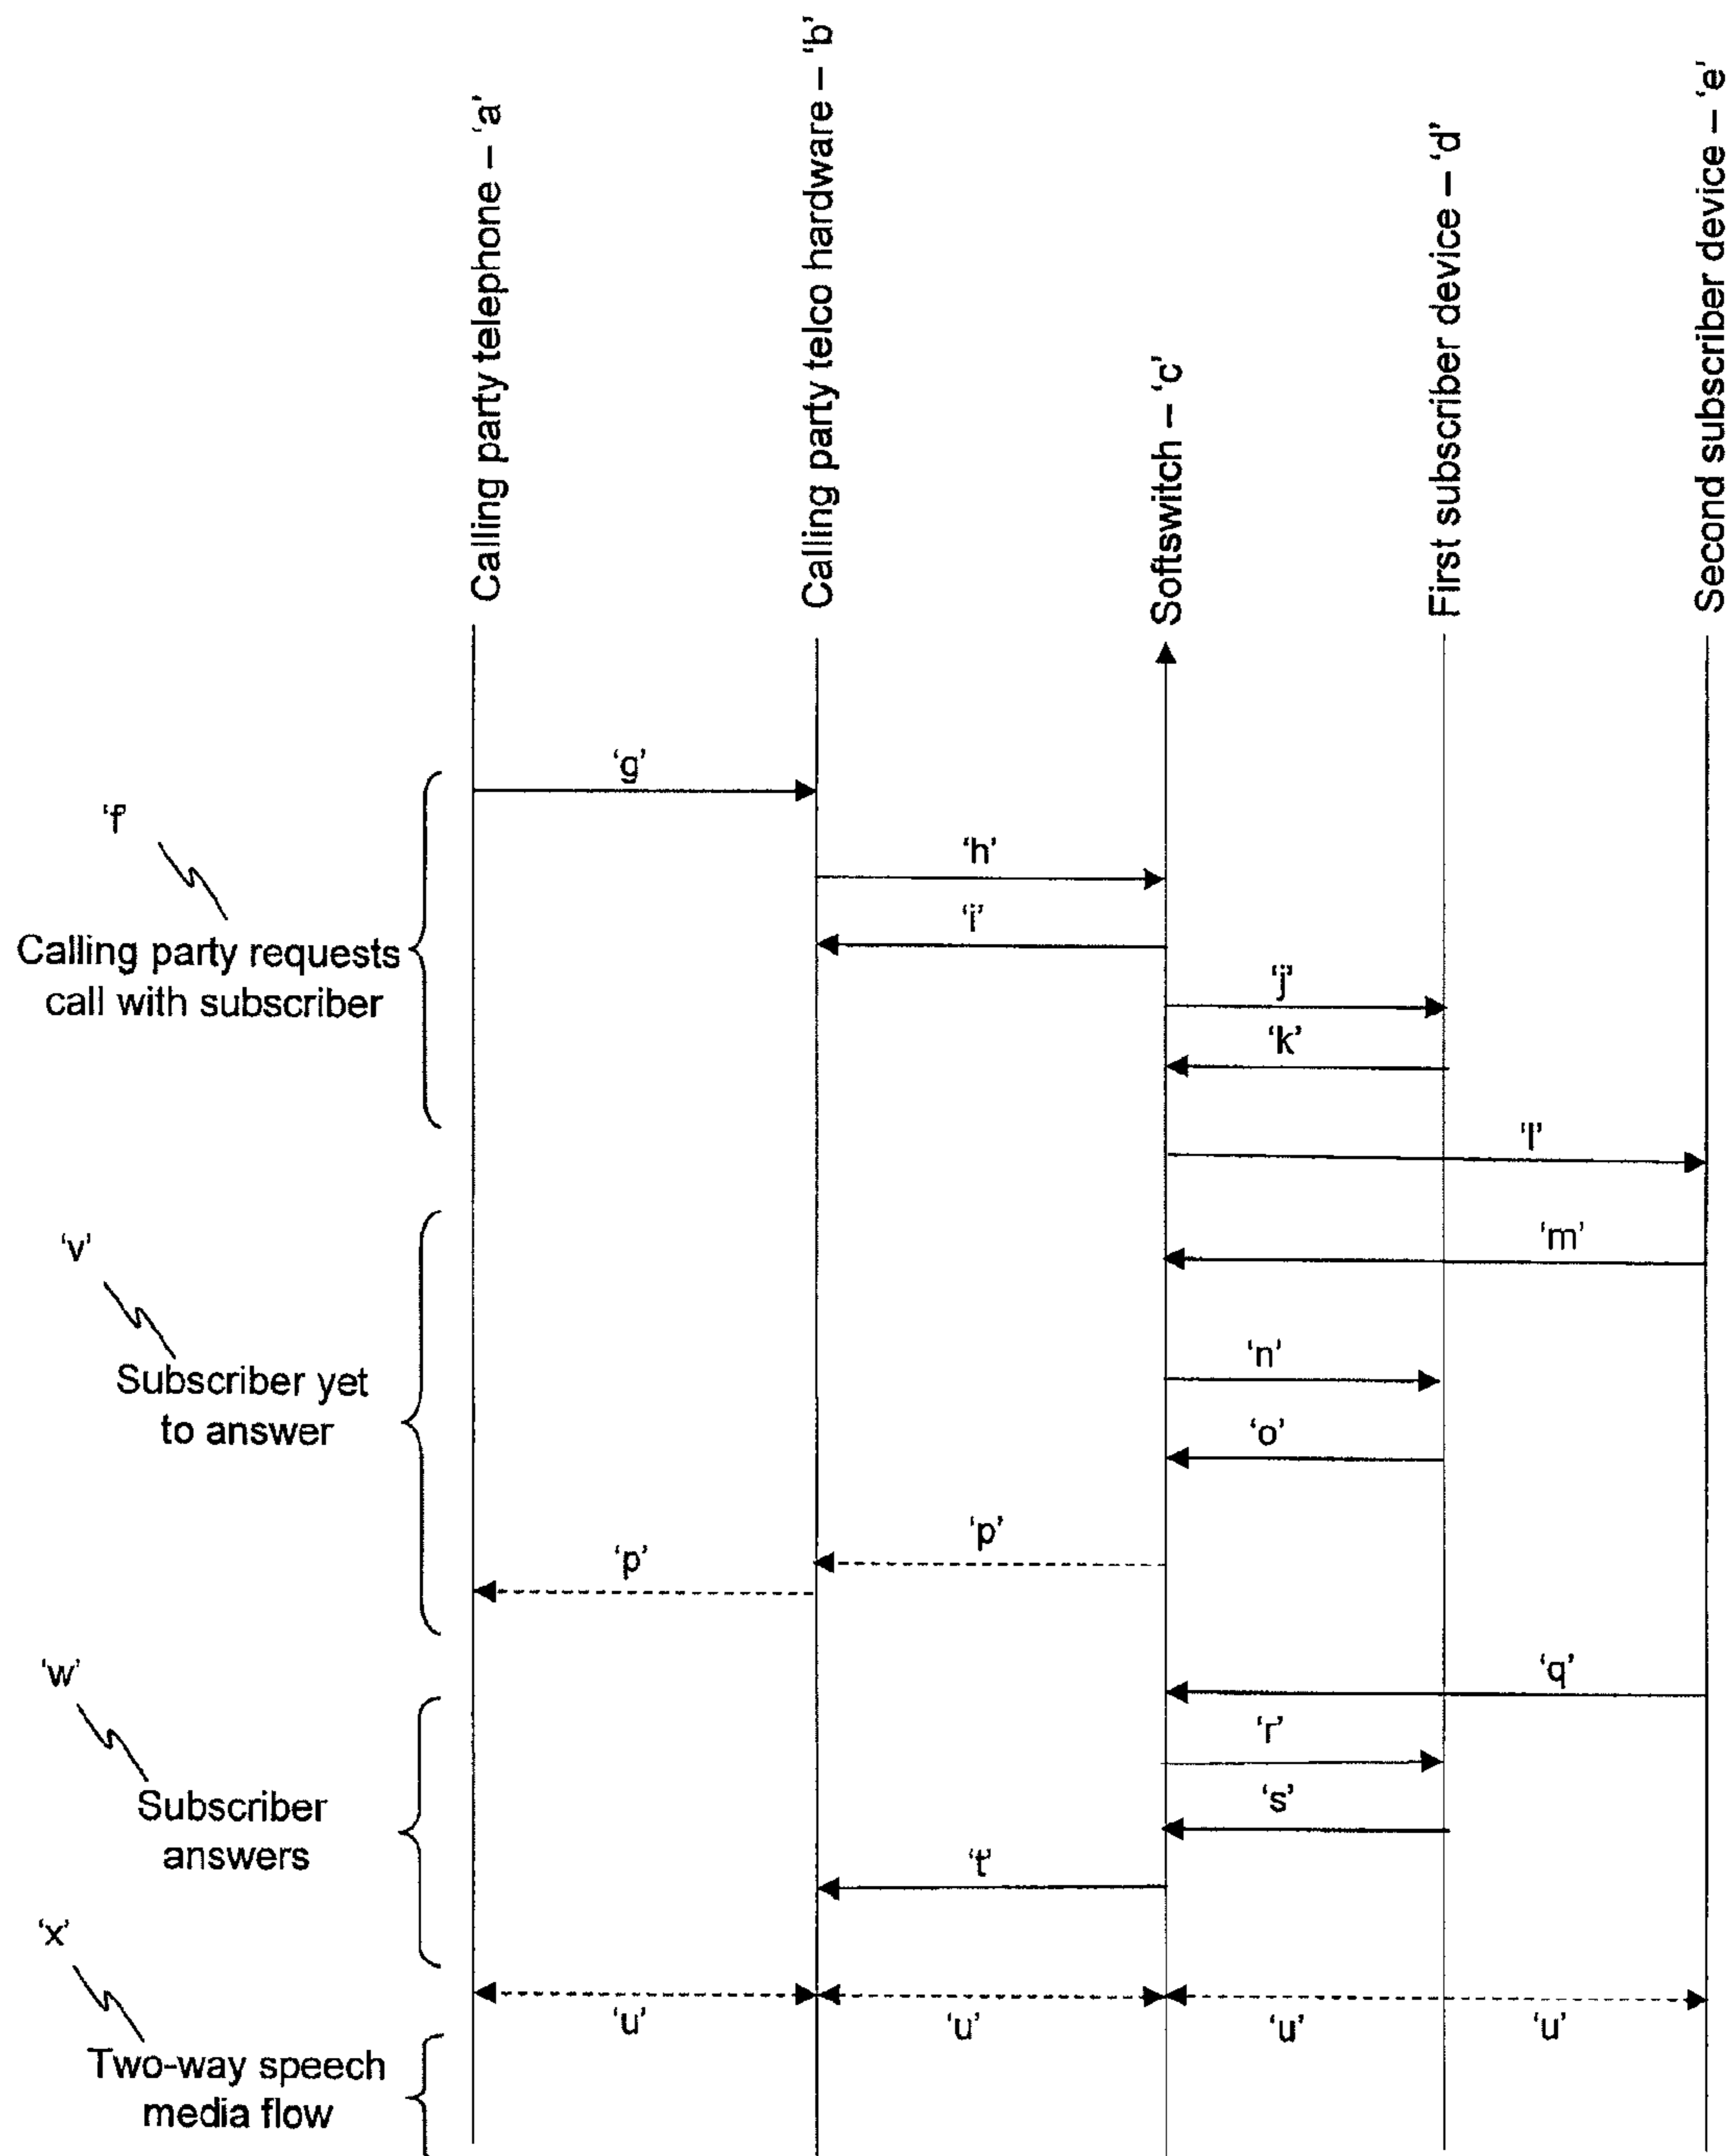 Calling party telephone – ‘a’
Calling party telco hardware – ‘b’
Softswitch – ‘c’
First subscriber device – ‘d’
Second subscriber device – ‘e’
‘g’
‘f’
‘h’
Calling party requests
call with subscriber
‘i’
‘j’
‘k’
‘l’
‘v’
‘m’
Subscriber yet
to answer
‘n’
‘o’
‘p’
‘p’
‘w’
‘q’
‘r’
Subscriber
answers
‘s’
‘t’
‘x’
‘u’
‘u’
‘u’
‘u’
Two-way speech
media flow